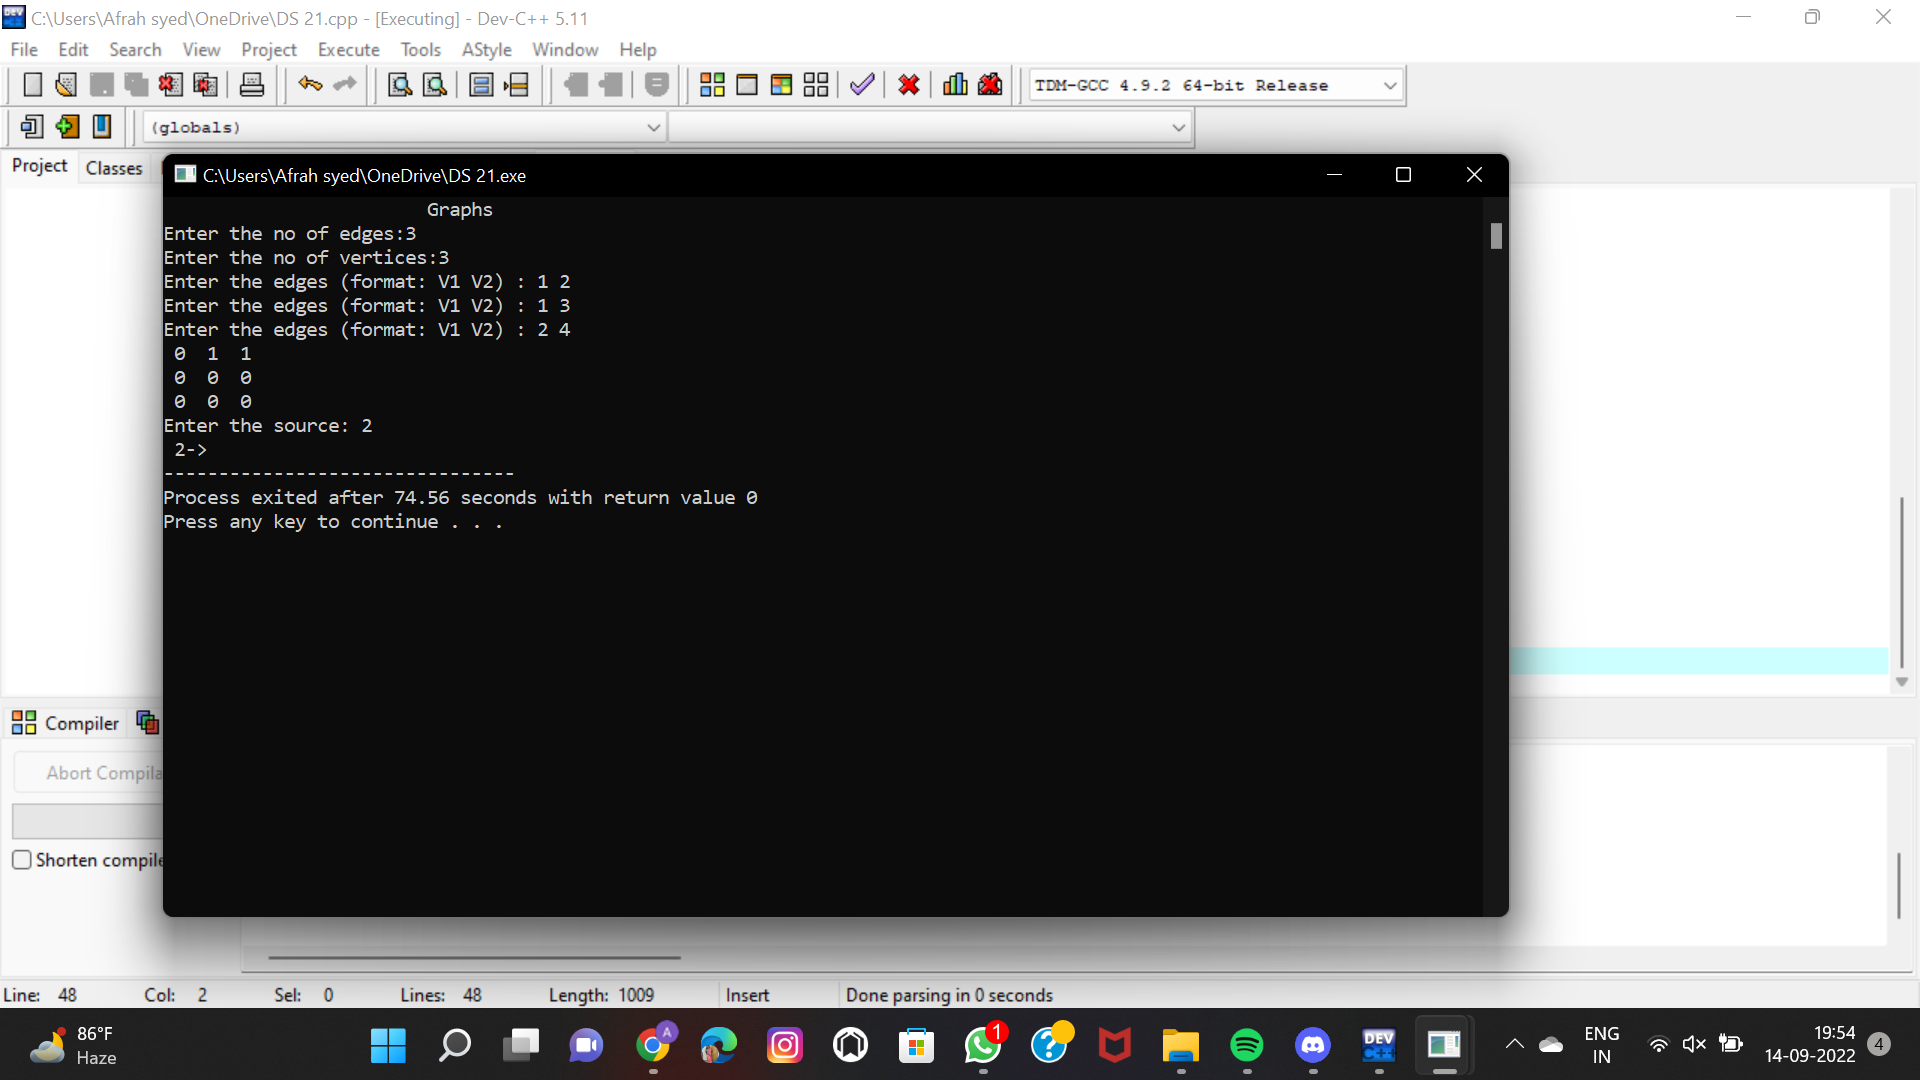 C:\Users\Afrah syed\OneDrive\DS 21.cpp - [Executing] - Dev-C++ 5.11
File Edit Search View Project Execute Tools AStyle Window Help
TDM-GCC 4.9.2 64-bit Release
(globals)
Project Classes
C:\Users\Afrah syed\OneDrive\DS 21.exe
Graphs
Enter the no of edges:3
Enter the no of vertices:3
Enter the edges (format: V1 V2) : 1 2
Enter the edges (format: V1 V2) : 1 3
Enter the edges (format: V1 V2) : 2 4
0 1 1
0 0 0
0 0 0
Enter the source: 2
2->
--------------------------------
Process exited after 74.56 seconds with return value 0
Press any key to continue . . .
Compiler
Abort Compila
Shorten compile
Line: 48 Col: 2 Sel: 0 Lines: 48 Length: 1009 Insert Done parsing in 0 seconds
86°F
Haze
A
1
DEV
C++
ENG
IN
19:54
14-09-2022
4